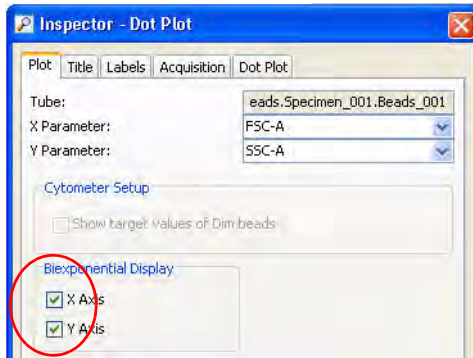 Inspector - Dot Plot
Plot Title Labels Acquisition Dot Plot
Tube: eads.Specimen_001.Beads_001
X Parameter: FSC-A
Y Parameter: SSC-A
Cytometer Setup
Show target values of Dim beads
Biexponential Display
X Axis
Y Axis